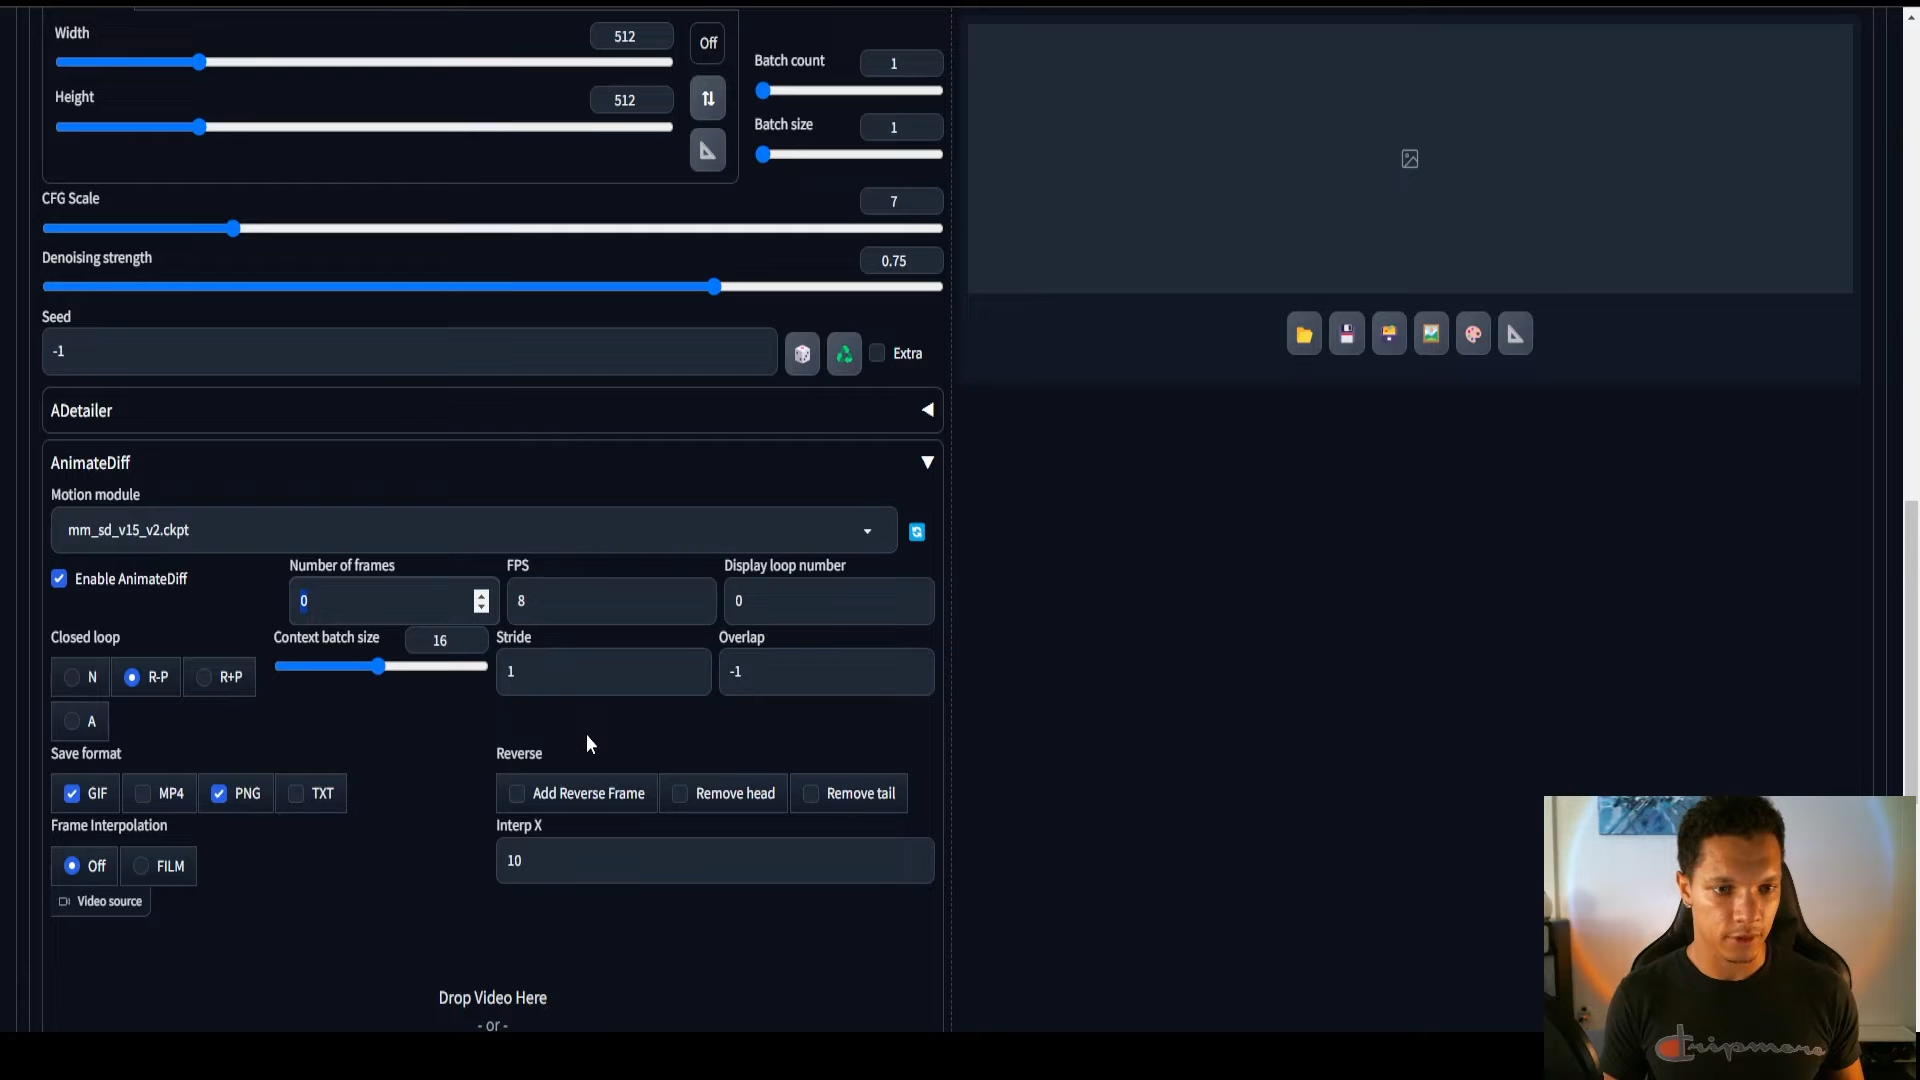 Width
512
Off
Height
512
Batch count
1
Batch size
1
CFG Scale
7
Denoising strength
0.75
Seed
-1
Extra
ADetailer
AnimateDiff
Motion module
mm_sd_v15_v2.ckpt
Enable AnimateDiff
Number of frames
0
FPS
8
Display loop number
0
Closed loop
N
R-P
R+P
A
Context batch size
16
Stride
1
Overlap
-1
Save format
GIF
MP4
PNG
TXT
Reverse
Add Reverse Frame
Remove head
Remove tail
Frame Interpolation
Off
FILM
Interp X
10
Video source
Drop Video Here
- or -